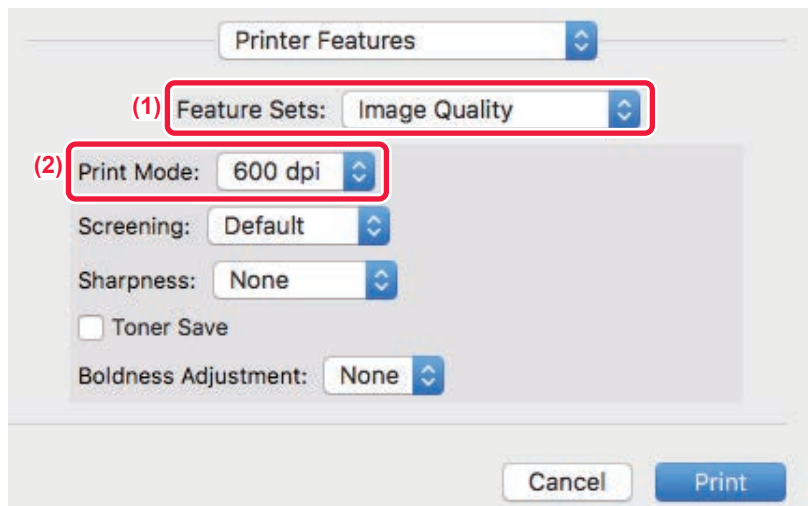 Printer Features
(1) Feature Sets: Image Quality
(2) Print Mode: 600 dpi
Screening: Default
Sharpness: None
Toner Save
Boldness Adjustment: None
Cancel Print